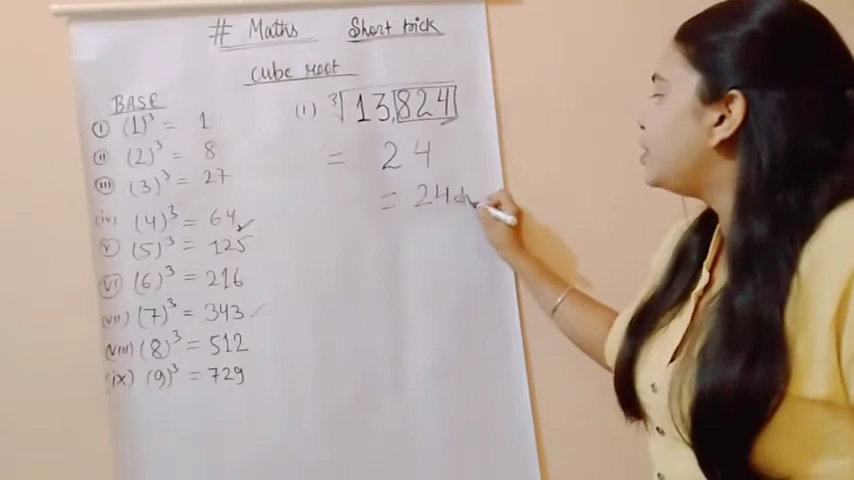 # Maths Short trick
cube root
BASE
(i) (1)³ = 1
(ii) (2)³ = 8
(iii) (3)³ = 27
(iv) (4)³ = 64
(v) (5)³ = 125
(vi) (6)³ = 216
(vii) (7)³ = 343
(viii) (8)³ = 512
(ix) (9)³ = 729
(1) ³√13,824
= 24
= 24